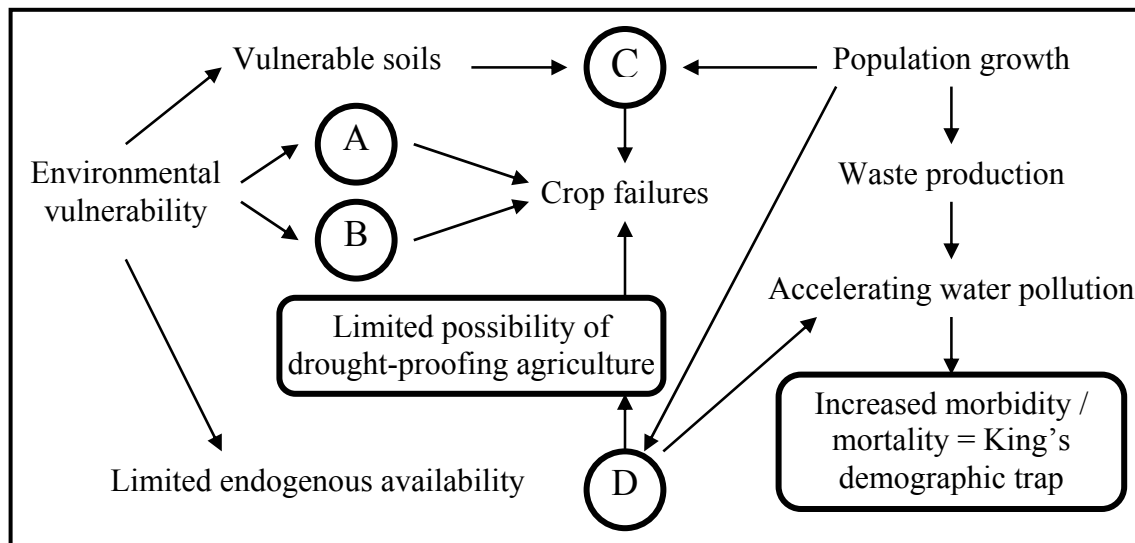 Vulnerable soils
C
Population growth
A
Environmental
vulnerability
Waste production
Crop failures
B
Accelerating water pollution
Limited possibility of
drought-proofing agriculture
Increased morbidity /
mortality = King’s
demographic trap
Limited endogenous availability
D